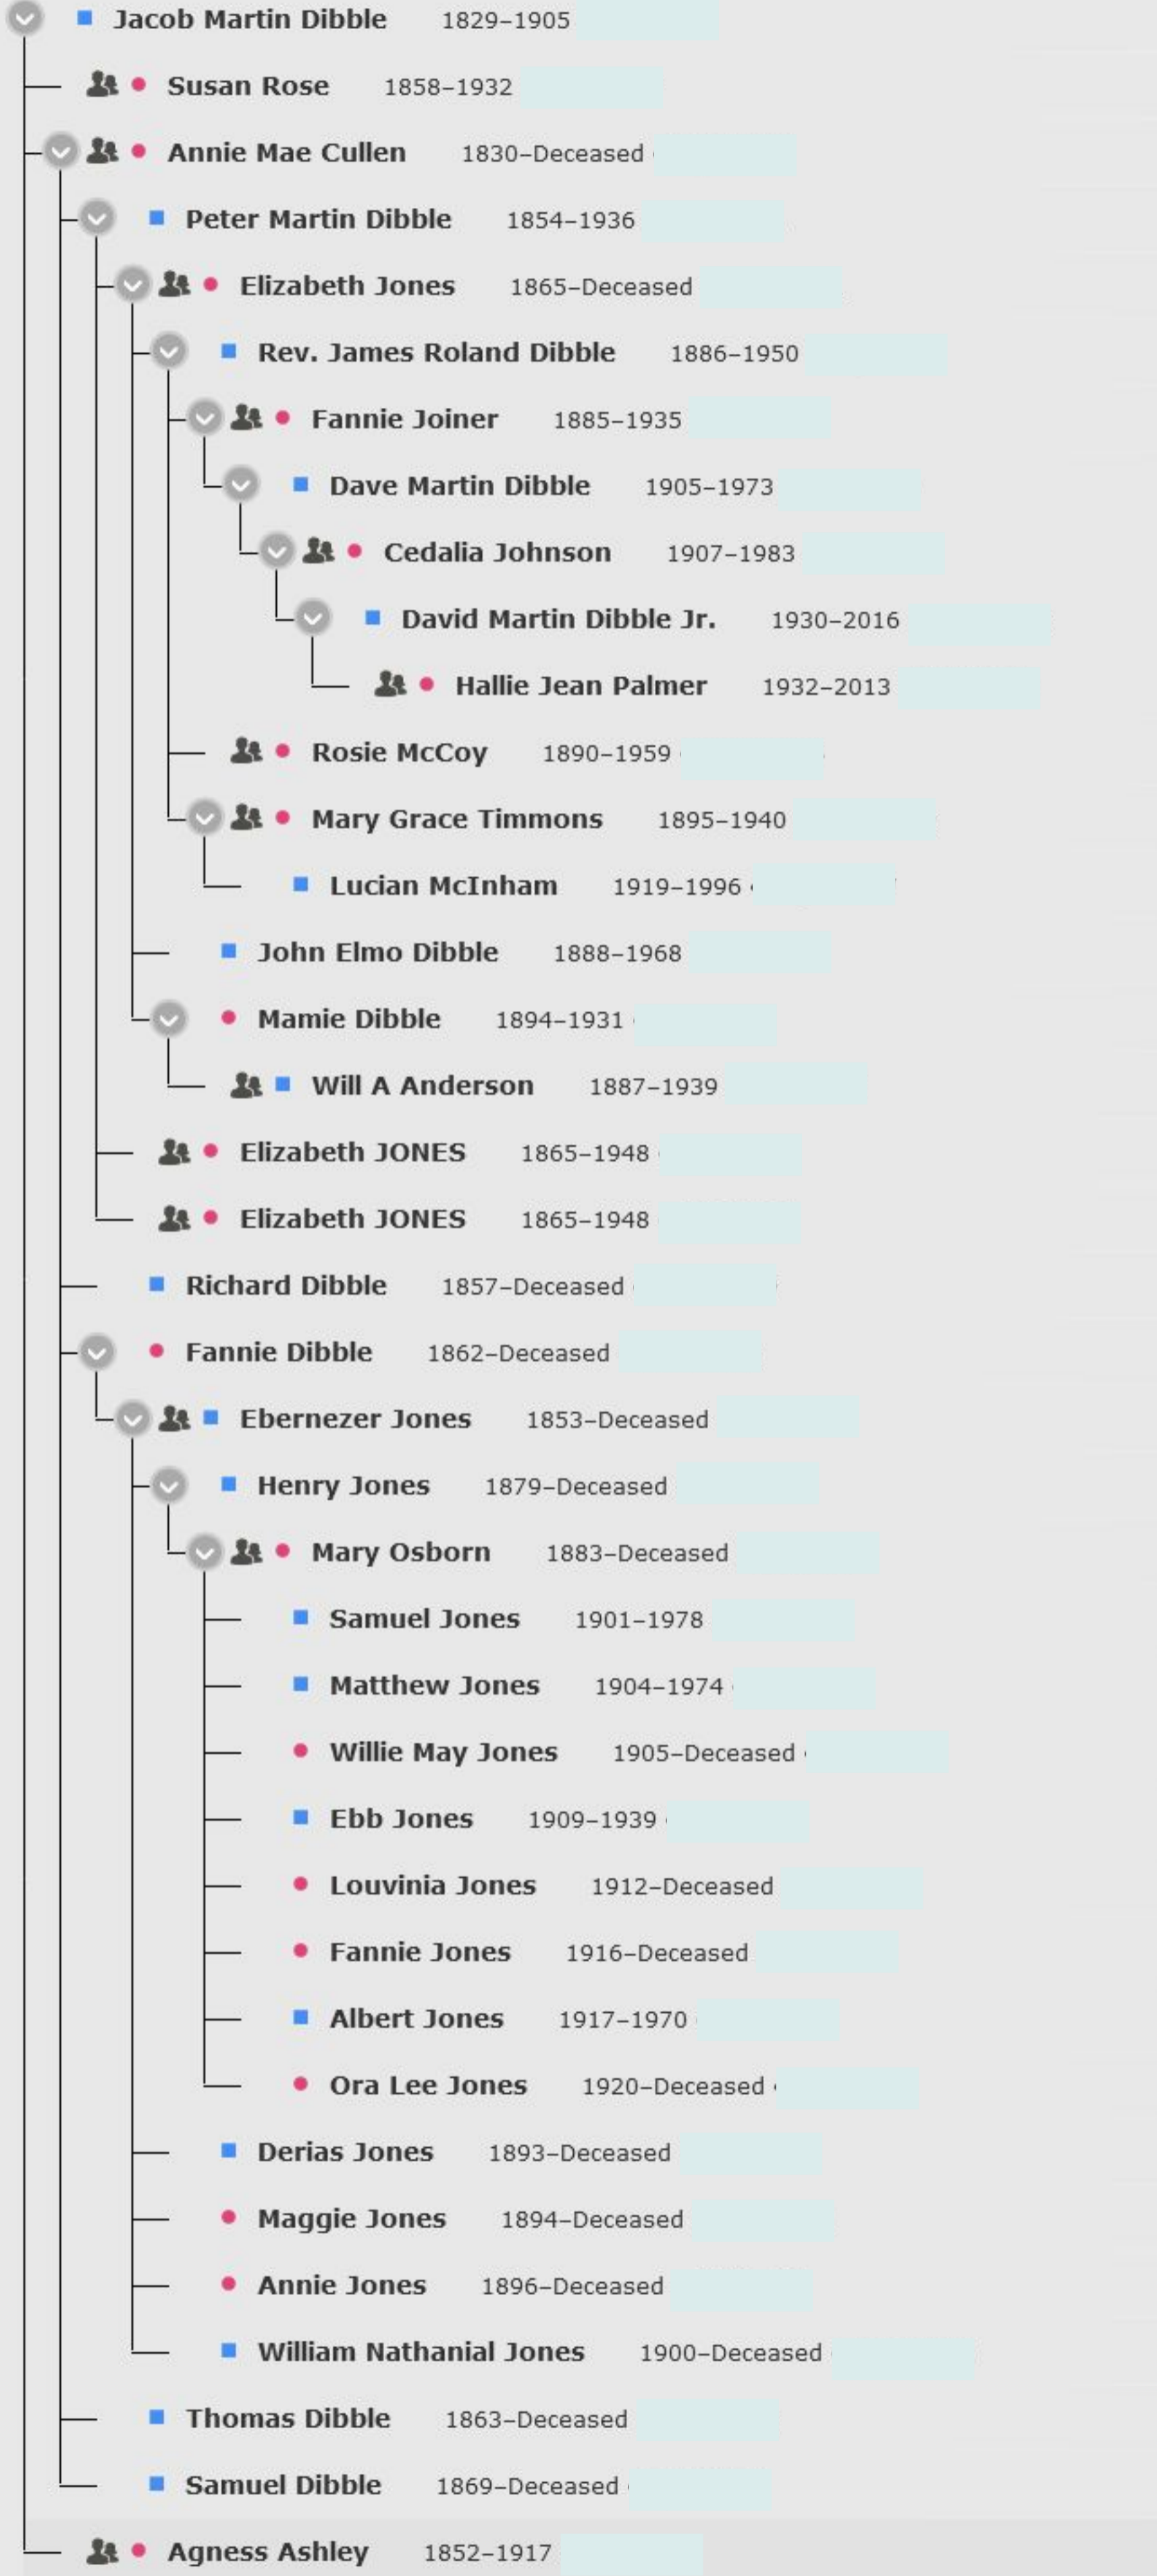 Jacob Martin Dibble 1829–1905
Susan Rose 1858–1932
Annie Mae Cullen 1830–Deceased
Peter Martin Dibble 1854–1936
Elizabeth Jones 1865–Deceased
Rev. James Roland Dibble 1886–1950
Fannie Joiner 1885–1935
Dave Martin Dibble 1905–1973
Cedalia Johnson 1907–1983
David Martin Dibble Jr. 1930–2016
Hallie Jean Palmer 1932–2013
Rosie McCoy 1890–1959
Mary Grace Timmons 1895–1940
Lucian McInham 1919–1996
John Elmo Dibble 1888–1968
Mamie Dibble 1894–1931
Will A Anderson 1887–1939
Elizabeth JONES 1865–1948
Elizabeth JONES 1865–1948
Richard Dibble 1857–Deceased
Fannie Dibble 1862–Deceased
Ebernezer Jones 1853–Deceased
Henry Jones 1879–Deceased
Mary Osborn 1883–Deceased
Samuel Jones 1901–1978
Matthew Jones 1904–1974
Willie May Jones 1905–Deceased
Ebb Jones 1909–1939
Louvinia Jones 1912–Deceased
Fannie Jones 1916–Deceased
Albert Jones 1917–1970
Ora Lee Jones 1920–Deceased
Derias Jones 1893–Deceased
Maggie Jones 1894–Deceased
Annie Jones 1896–Deceased
William Nathanial Jones 1900–Deceased
Thomas Dibble 1863–Deceased
Samuel Dibble 1869–Deceased
Agness Ashley 1852–1917